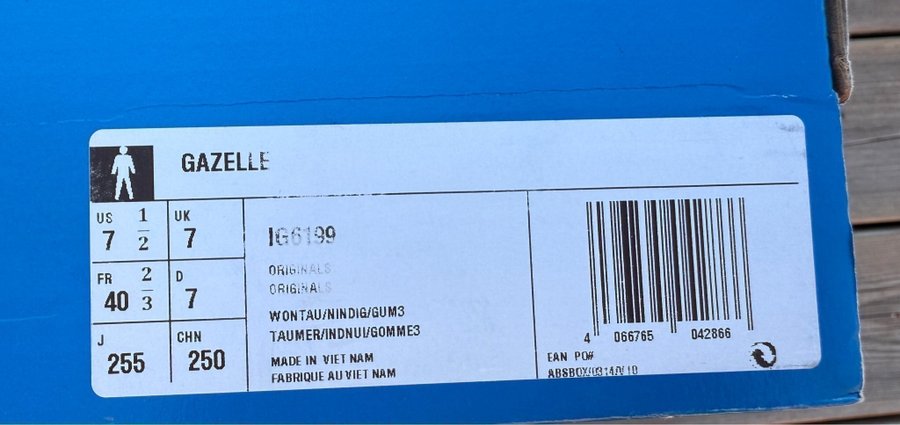 GAZELLE
US 7 1/2
UK 7
FR 40 2/3
D 7
J 255
CHN 250
IG6199
ORIGINALS
ORIGINALS
WONTAU/NINDIG/GUM3
TAUMER/INDNUI/GOMME3
MADE IN VIET NAM
FABRIQUE AU VIET NAM
4 066765 042866
EAN PO#